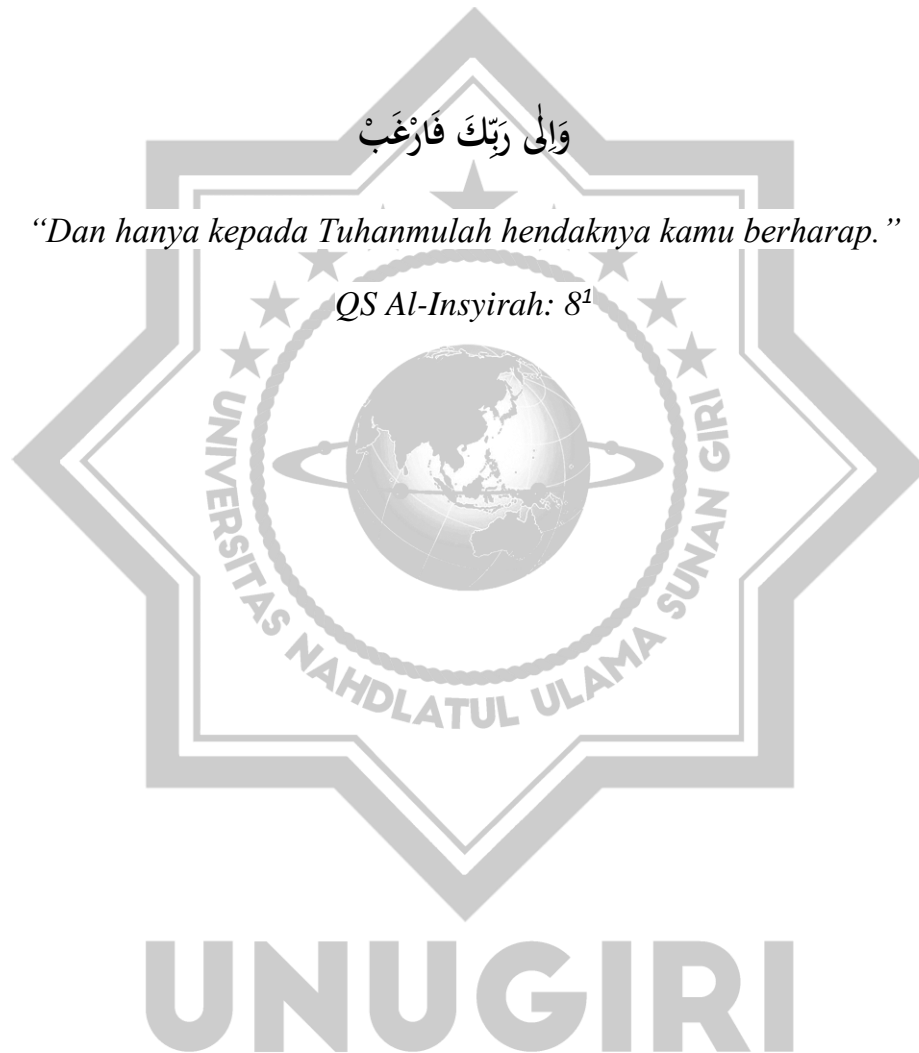 وَاِلٰى رَبِّكَ فَارْغَبْ
“Dan hanya kepada Tuhanmulah hendaknya kamu berharap.”
QS Al-Insyirah: 8¹
UNIVERSITAS NAHDLATUL ULAMA SUNAN GIRI
UNUGIRI